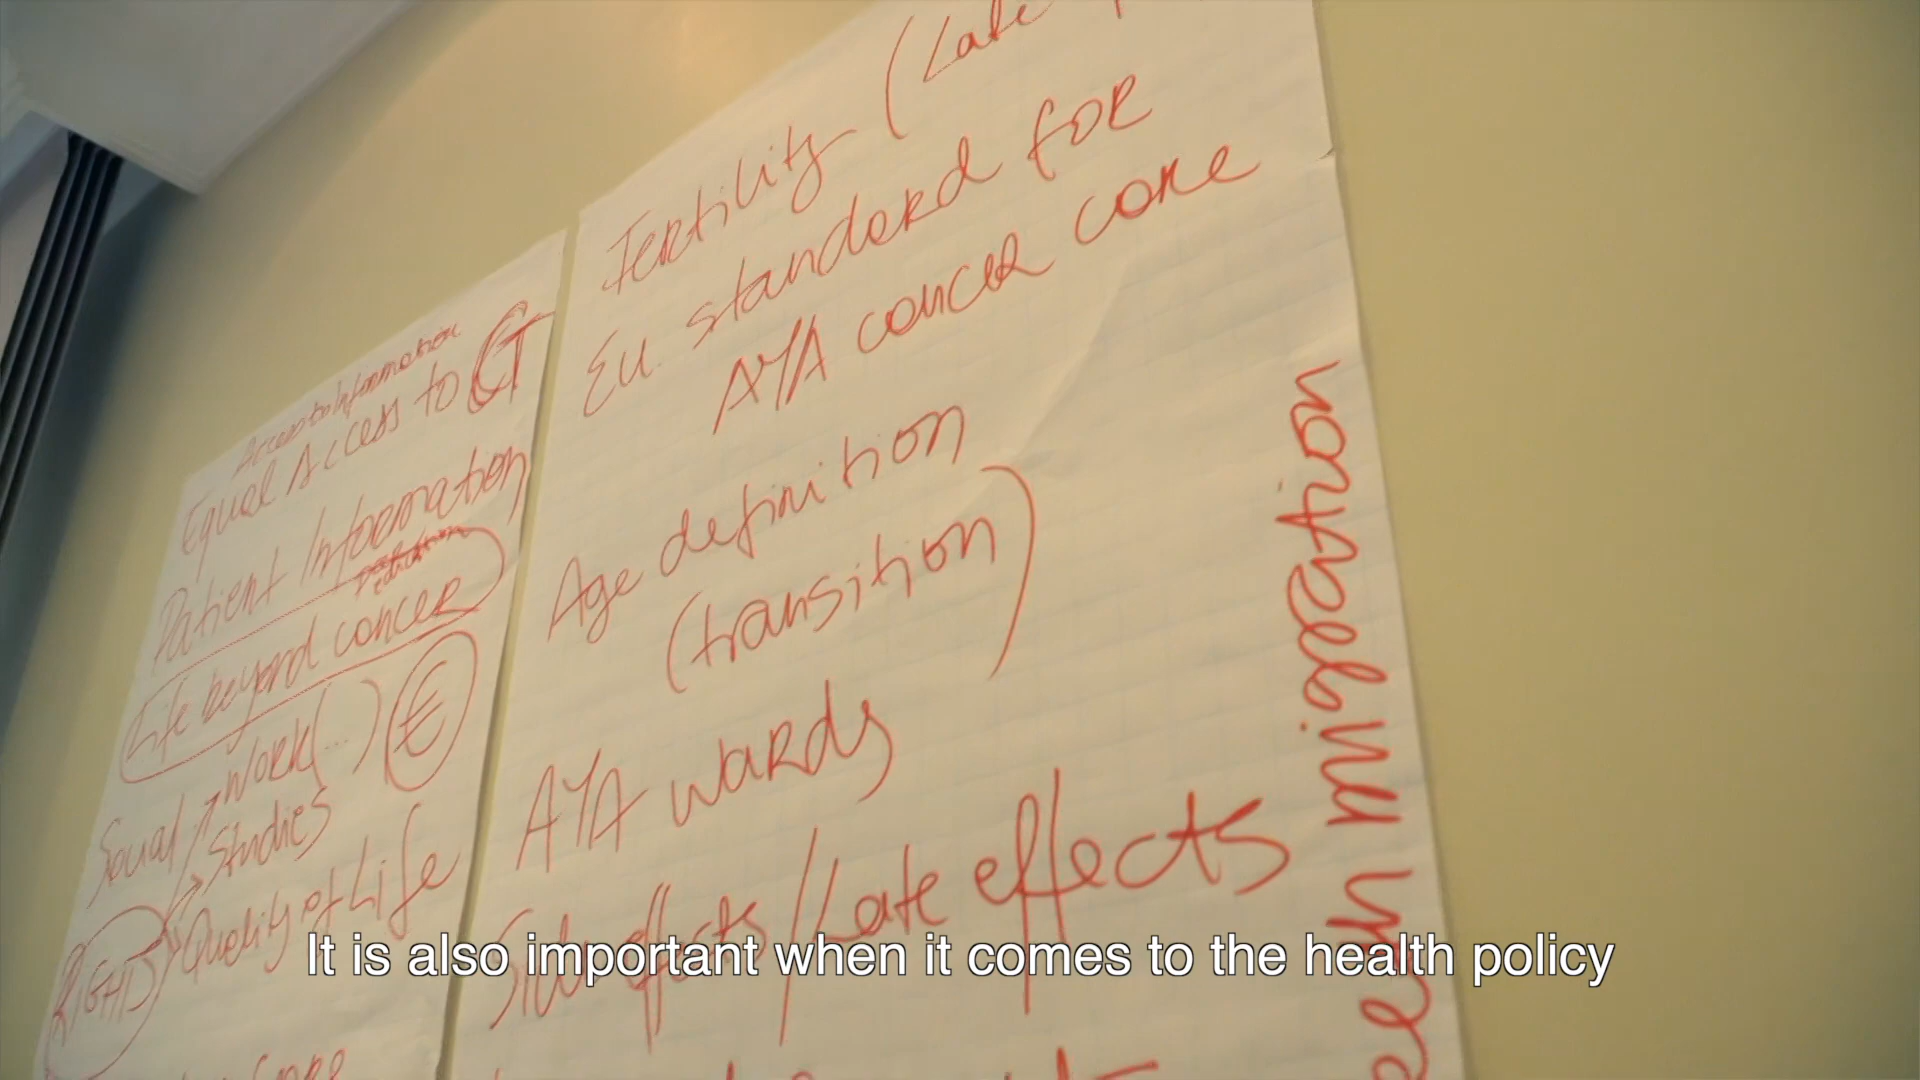 Access to Information
Equal Access to CT
Patient Information
Life beyond cancer
Work (...) €
Social
Studies
Quality of Life
RIGHTS
Fertility (Late
EU standard for
AYA cancer care
Age definition
(transition)
AYA wards
Side effects / Late effects
It is also important when it comes to the health policy